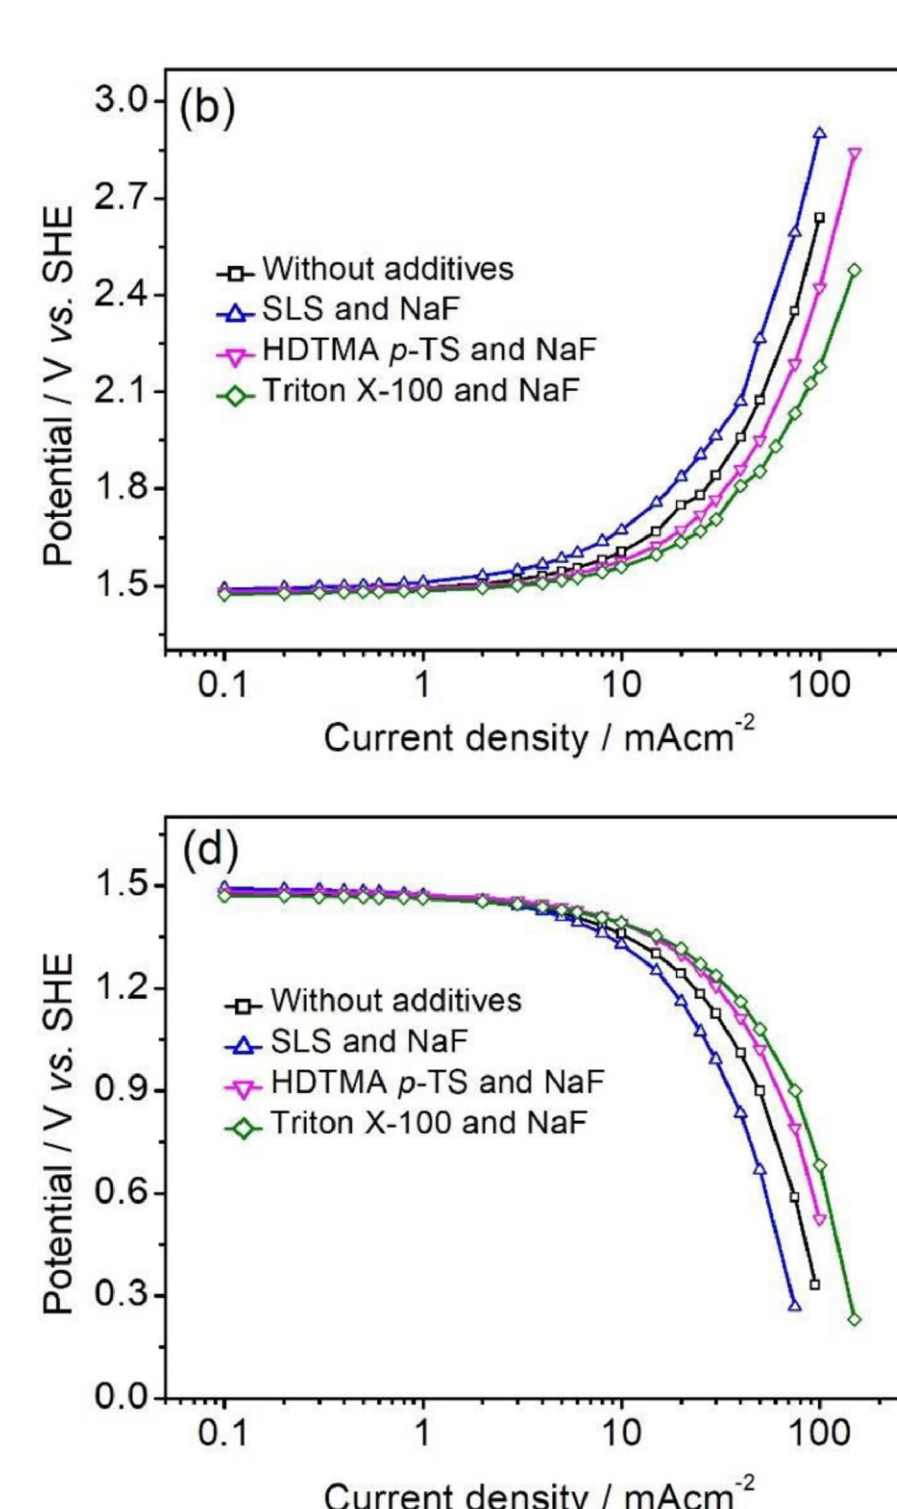 (b)
3.0
2.7
2.4
2.1
1.8
1.5
Potential / V vs. SHE
Without additives
SLS and NaF
HDTMA p-TS and NaF
Triton X-100 and NaF
0.1 1 10 100
Current density / mAcm-2
(d)
1.5
1.2
0.9
0.6
0.3
0.0
Potential / V vs. SHE
Without additives
SLS and NaF
HDTMA p-TS and NaF
Triton X-100 and NaF
0.1 1 10 100
Current density / mAcm-2